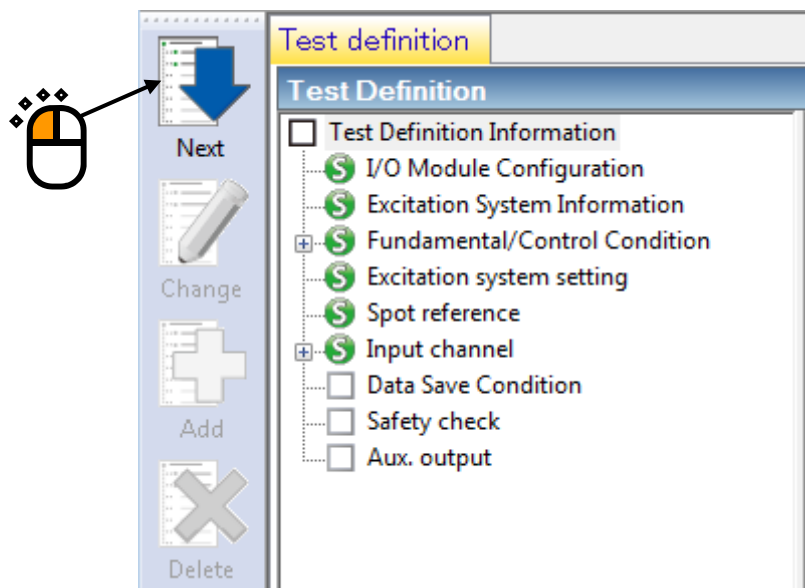 Test definition
Test Definition
Next
Change
Add
Delete
Test Definition Information
S I/O Module Configuration
S Excitation System Information
S Fundamental/Control Condition
S Excitation system setting
S Spot reference
S Input channel
Data Save Condition
Safety check
Aux. output